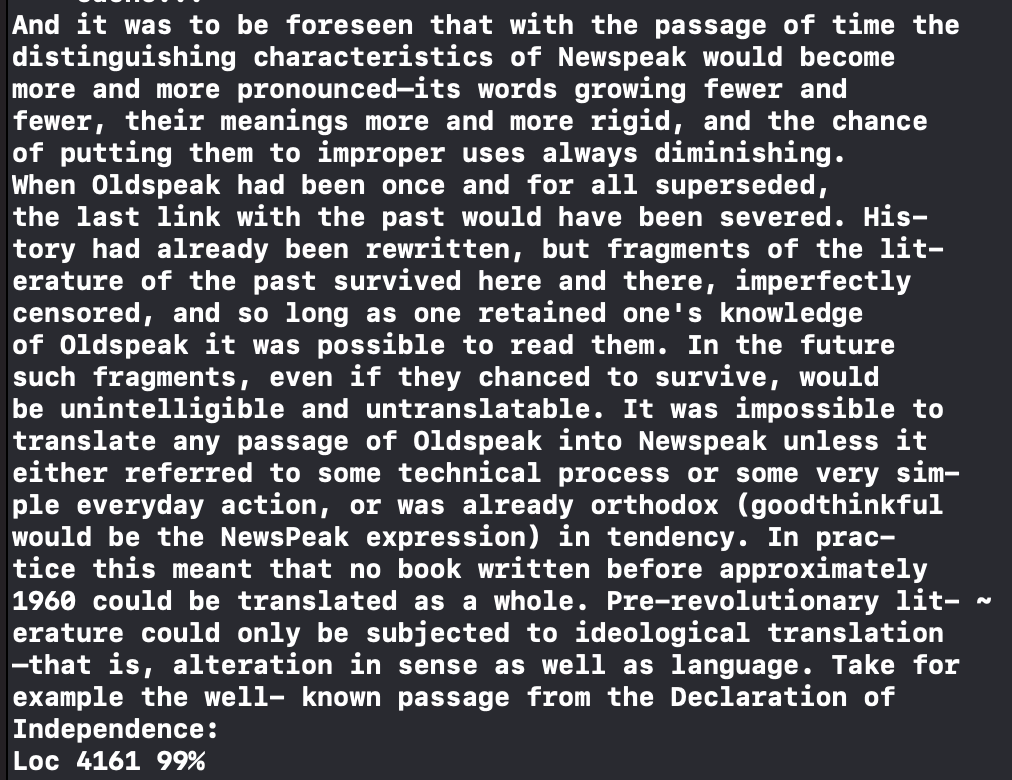 And it was to be foreseen that with the passage of time the
distinguishing characteristics of Newspeak would become
more and more pronounced—its words growing fewer and
fewer, their meanings more and more rigid, and the chance
of putting them to improper uses always diminishing.
When Oldspeak had been once and for all superseded,
the last link with the past would have been severed. His-
tory had already been rewritten, but fragments of the lit-
erature of the past survived here and there, imperfectly
censored, and so long as one retained one's knowledge
of Oldspeak it was possible to read them. In the future
such fragments, even if they chanced to survive, would
be unintelligible and untranslatable. It was impossible to
translate any passage of Oldspeak into Newspeak unless it
either referred to some technical process or some very sim-
ple everyday action, or was already orthodox (goodthinkful
would be the NewsPeak expression) in tendency. In prac-
tice this meant that no book written before approximately
1960 could be translated as a whole. Pre-revolutionary lit- ~
erature could only be subjected to ideological translation
—that is, alteration in sense as well as language. Take for
example the well- known passage from the Declaration of
Independence:
Loc 4161 99%